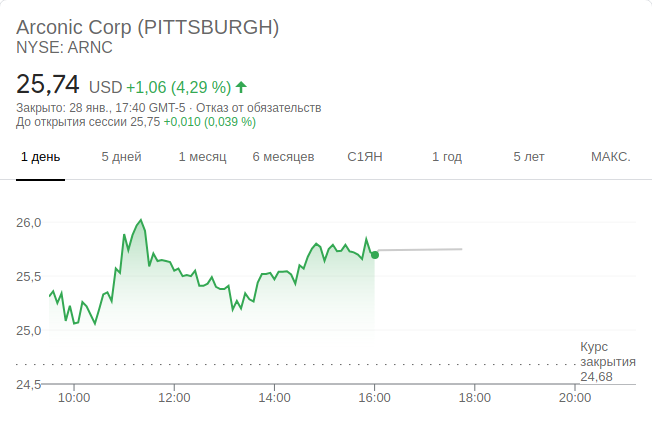 Arconic Corp (PITTSBURGH)
NYSE: ARNC
25,74 USD +1,06 (4,29 %)
Закрыто: 28 янв., 17:40 GMT-5 · Отказ от обязательств
До открытия сессии 25,75 +0,010 (0,039 %)
1 день 5 дней 1 месяц 6 месяцев С1ЯН 1 год 5 лет МАКС.
26,0
25,5
25,0
Курс
закрытия
24,68
24,5
10:00 12:00 14:00 16:00 18:00 20:00